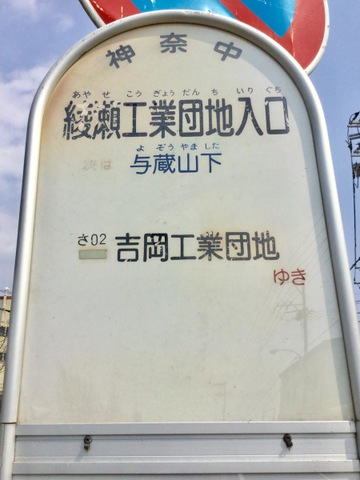 神奈中
あやせ こうぎょうだんち いりぐち
綾瀬工業団地入口
よぞうやました
次は 与蔵山下
さ02 吉岡工業団地
ゆき